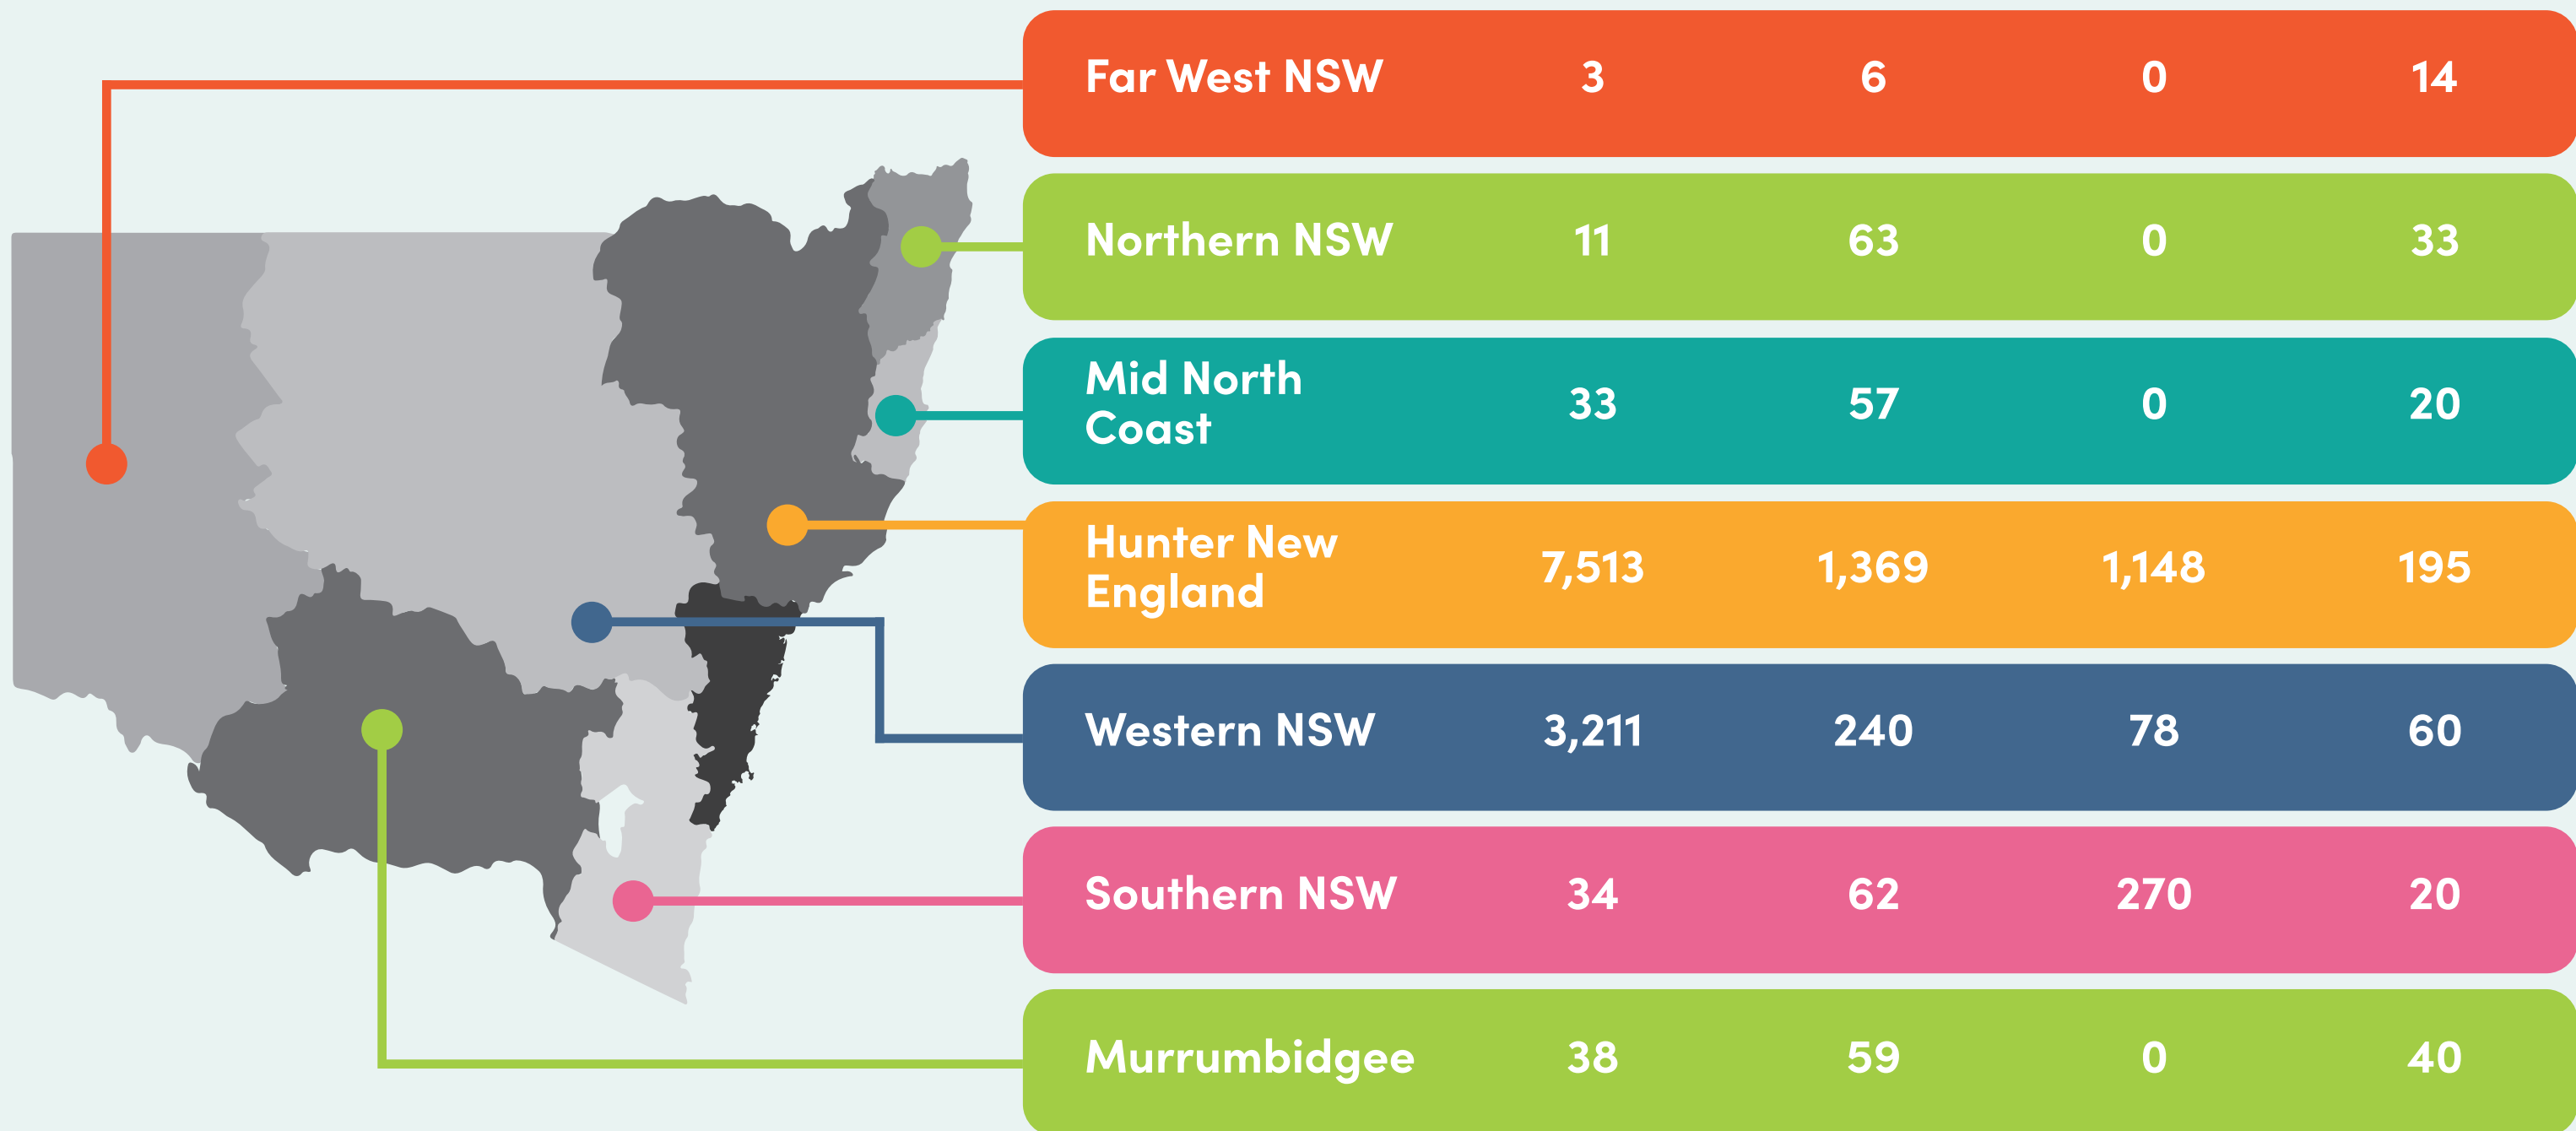 Far West NSW 3 6 0 14
Northern NSW 11 63 0 33
Mid North
Coast 33 57 0 20
Hunter New
England 7,513 1,369 1,148 195
Western NSW 3,211 240 78 60
Southern NSW 34 62 270 20
Murrumbidgee 38 59 0 40